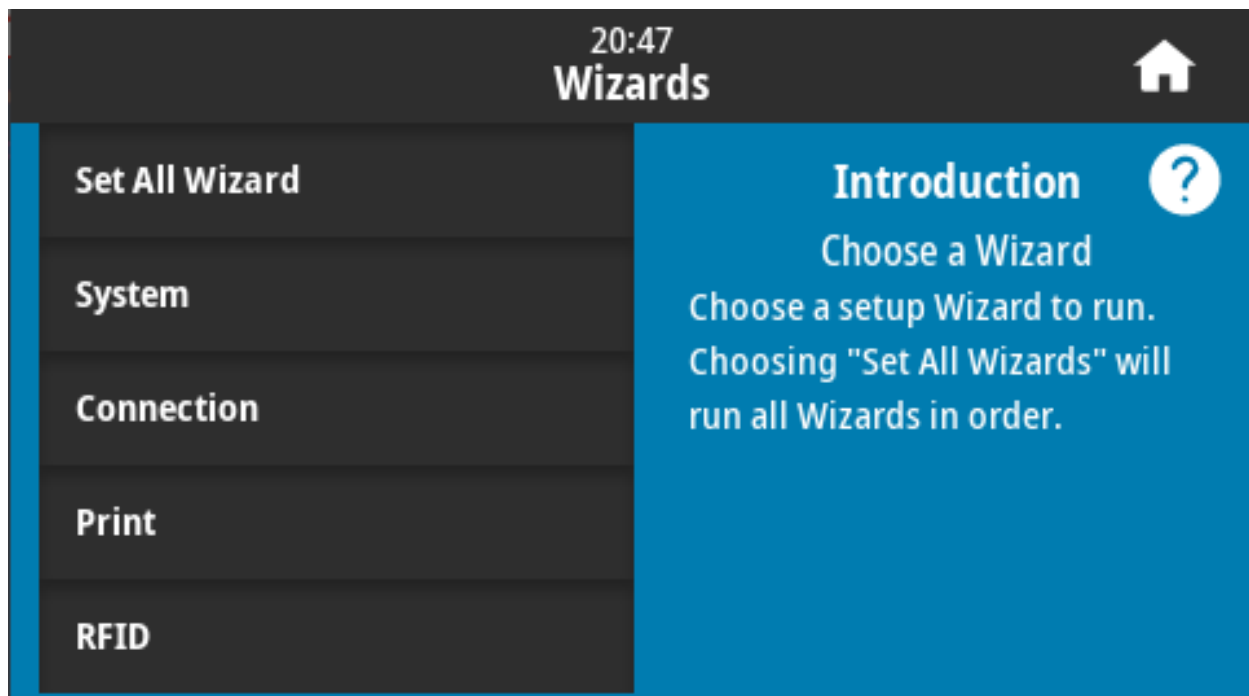 20:47
Wizards
Set All Wizard
System
Connection
Print
RFID
Introduction
?
Choose a Wizard
Choose a setup Wizard to run.
Choosing "Set All Wizards" will
run all Wizards in order.